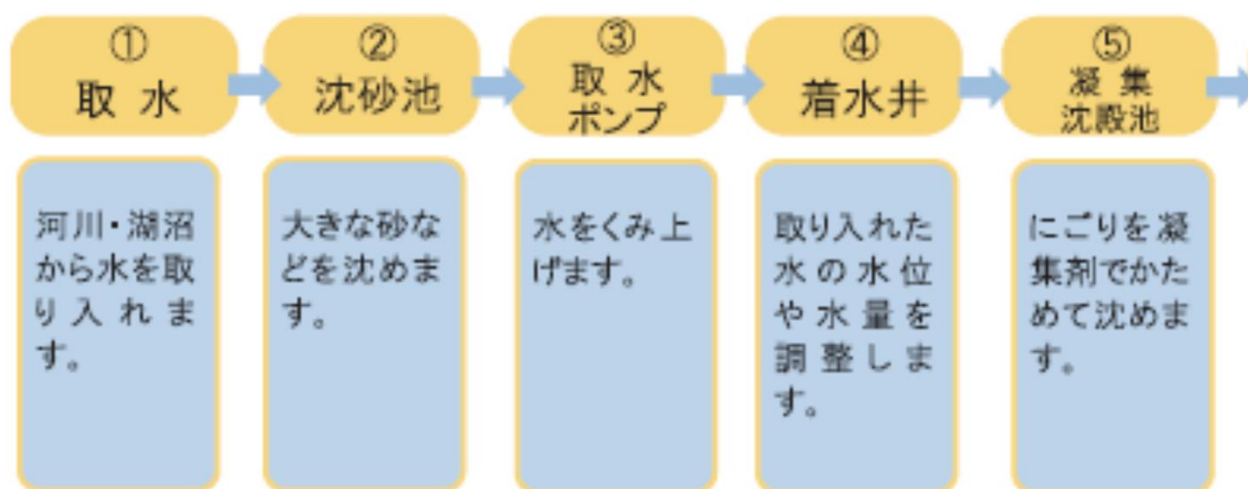 ①
取水
②
沈砂池
③
取水
ポンプ
④
着水井
⑤
凝集
沈殿池
河川・湖沼
から水を取
り入れま
す。
大きな砂な
どを沈めま
す。
水をくみ上
げます。
取り入れた
水の水位
や水量を
調整しま
す。
にごりを凝
集剤でかた
めて沈めま
す。